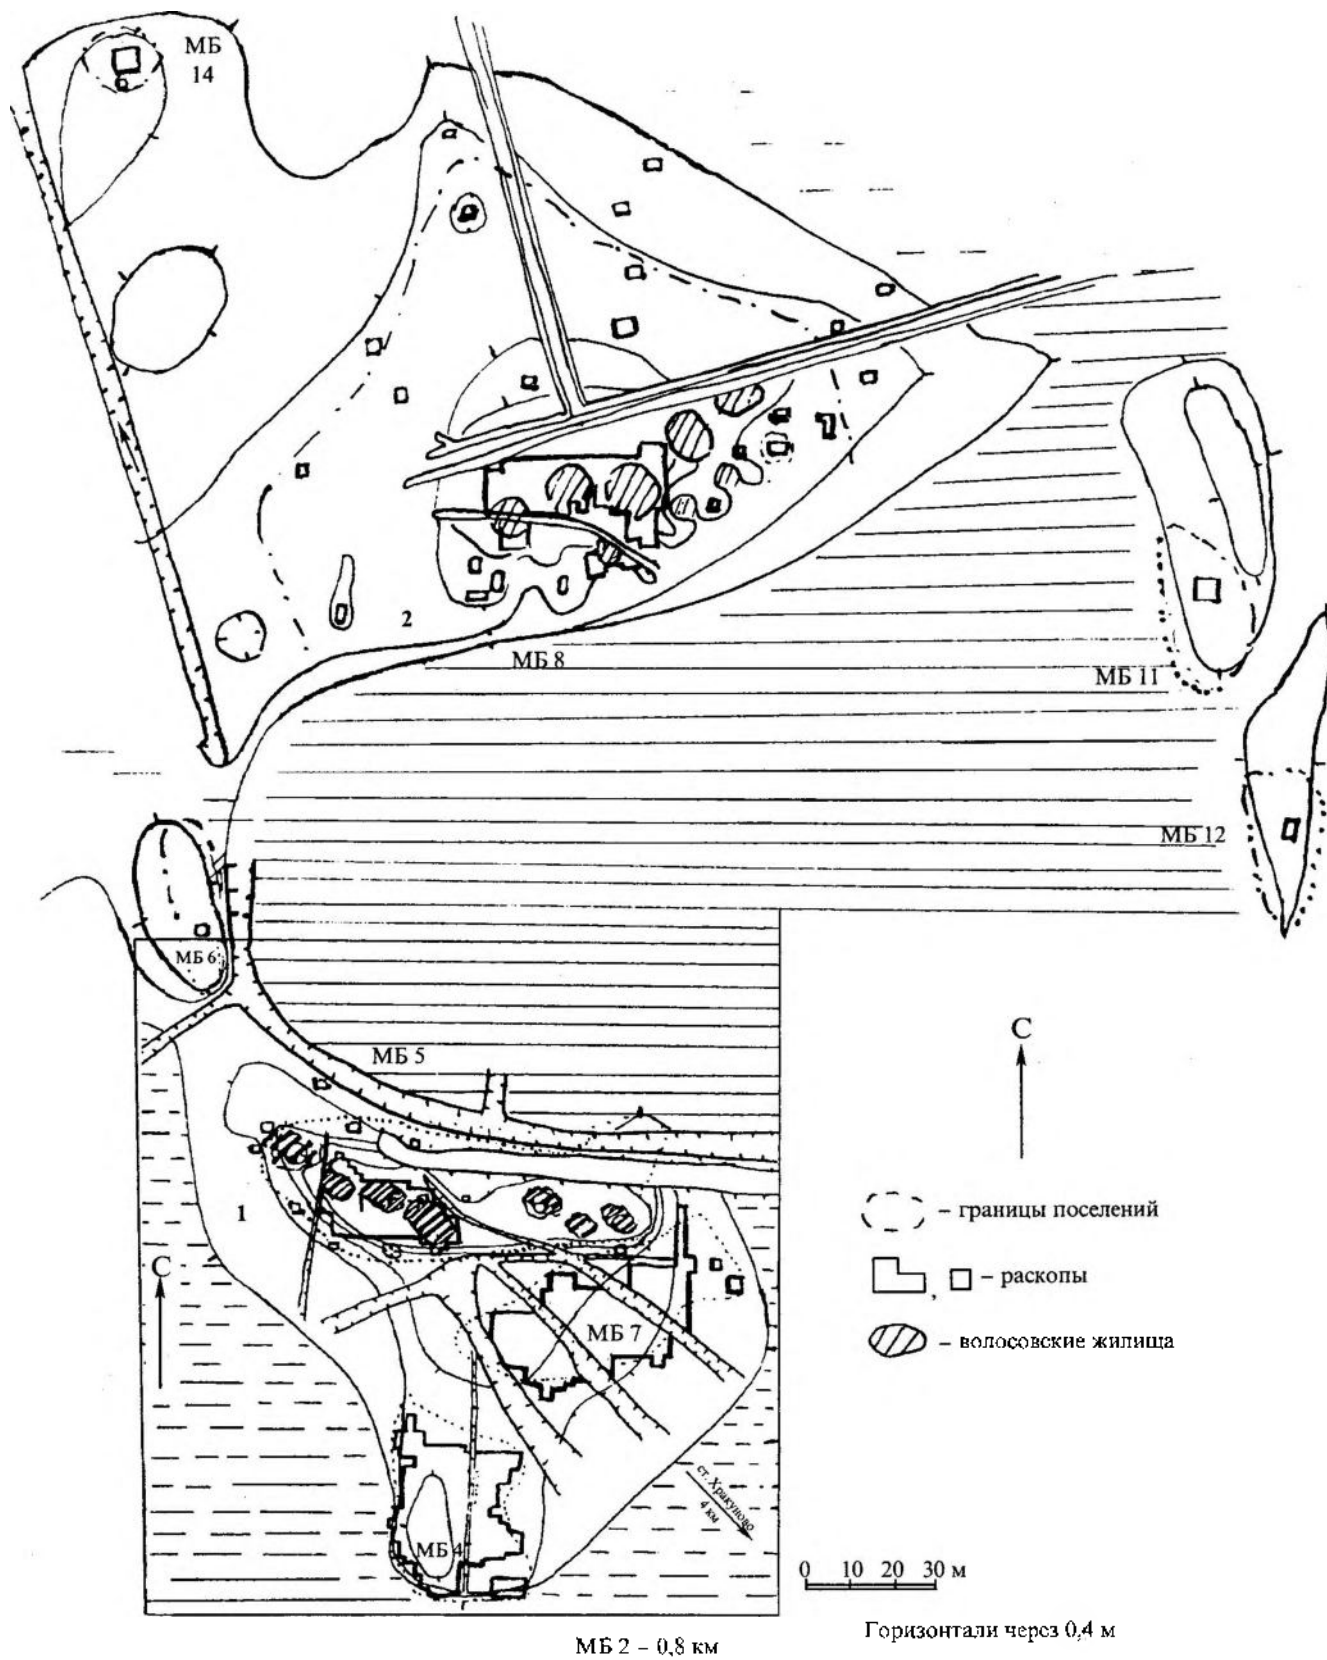 МБ
14
2
МБ 8
МБ 11
МБ 12
МБ 6
МБ 5
С
1
С
– границы поселений
, – раскопы
– волосовские жилища
МБ 7
ст. Хракуново
4 км
МБ 4
0 10 20 30 м
Горизонтали через 0,4 м
МБ 2 – 0,8 км